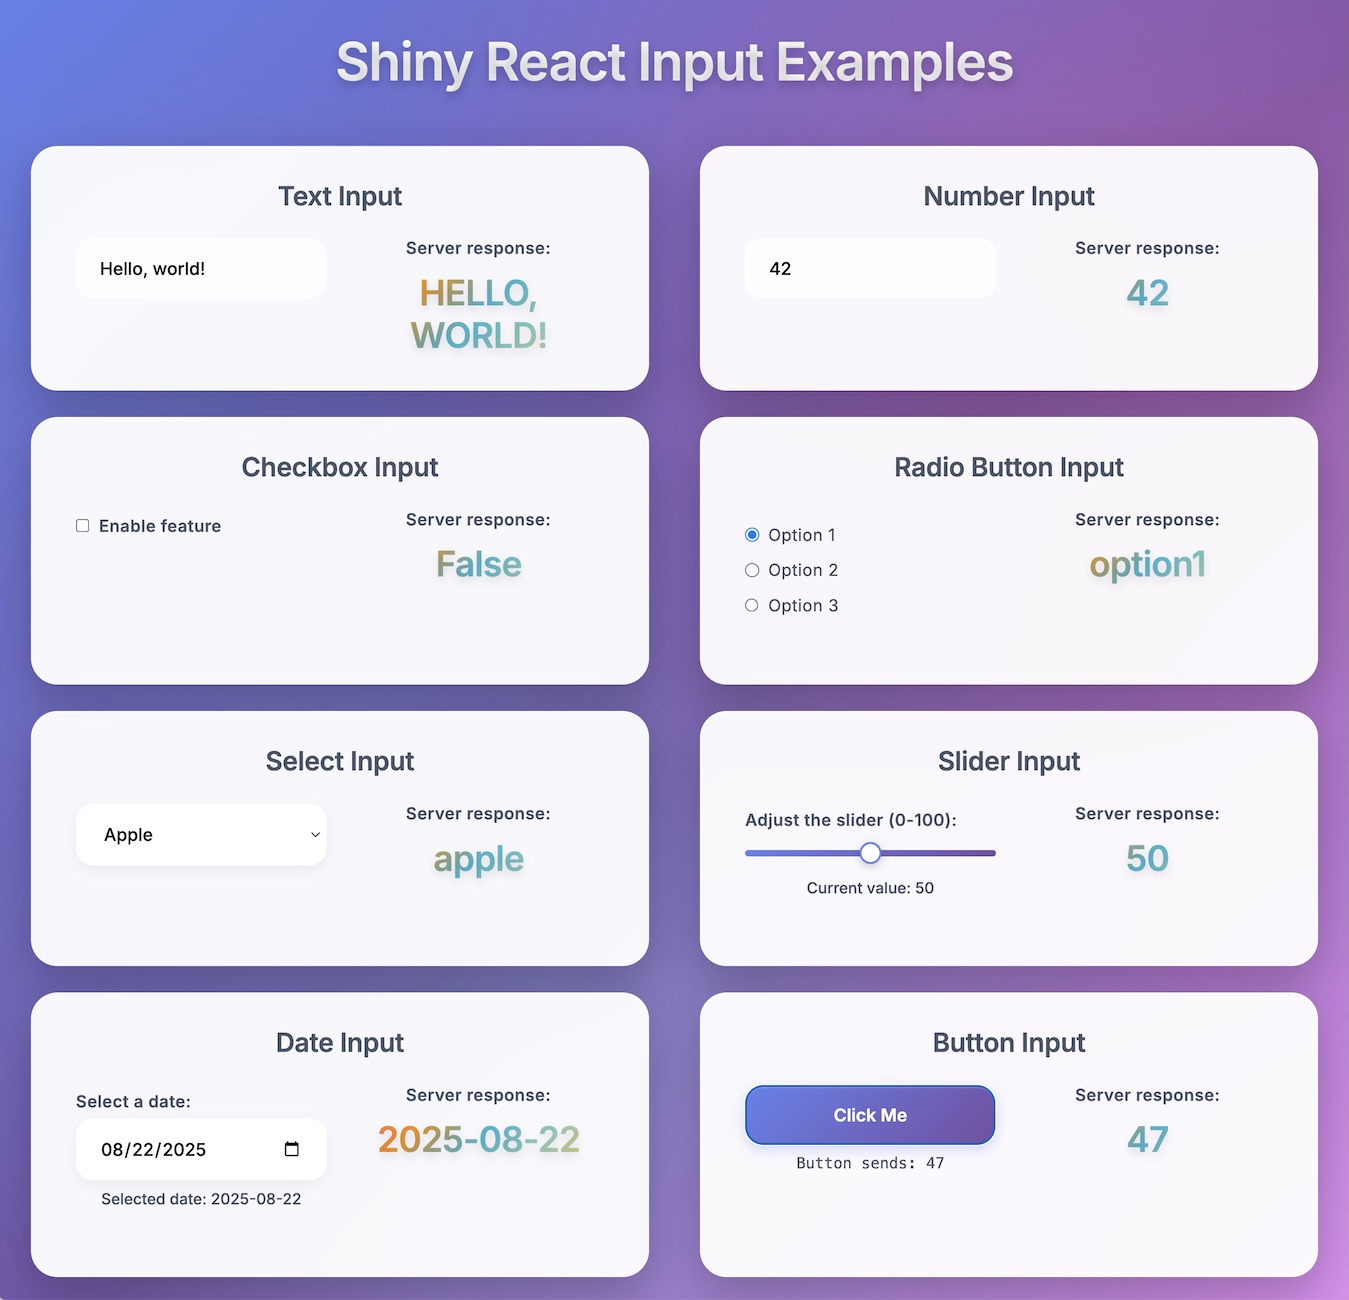 Shiny React Input Examples
Text Input
Hello, world!
Server response:
HELLO,
WORLD!
Number Input
42
Server response:
42
Checkbox Input
Enable feature
Server response:
False
Radio Button Input
Option 1
Option 2
Option 3
Server response:
option1
Select Input
Apple
Server response:
apple
Slider Input
Adjust the slider (0-100):
Current value: 50
Server response:
50
Date Input
Select a date:
08/22/2025
Selected date: 2025-08-22
Server response:
2025-08-22
Button Input
Click Me
Button sends: 47
Server response:
47